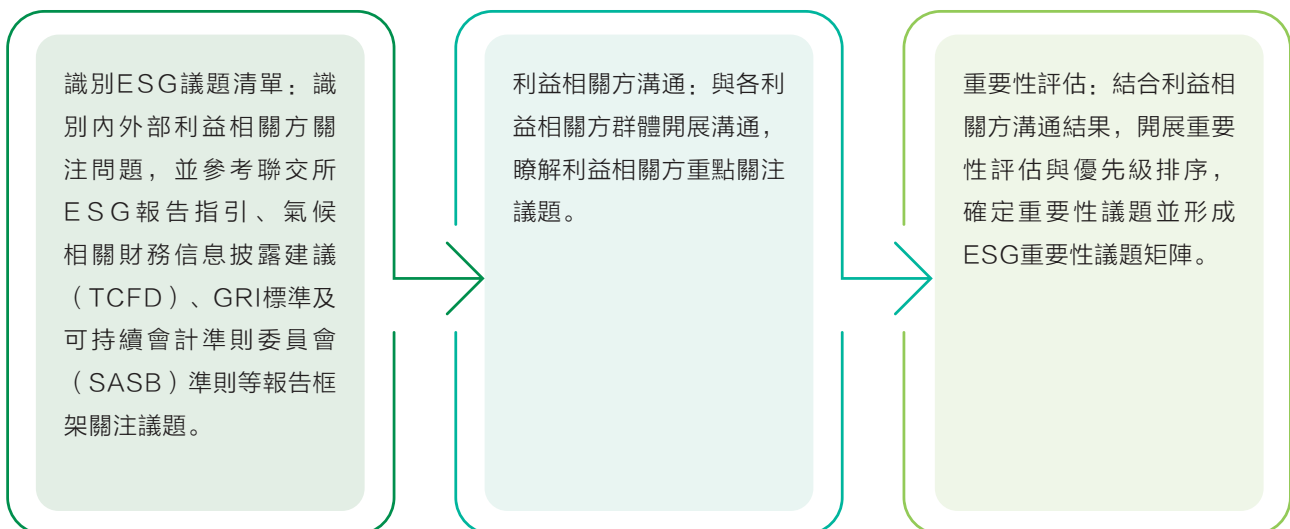 識別ESG議題清單：識
別內外部利益相關方關
注問題，並參考聯交所
ESG報告指引、氣候
相關財務信息披露建議
（TCFD）、GRI標準及
可持續會計準則委員會
（SASB）準則等報告框
架關注議題。
利益相關方溝通：與各利
益相關方群體開展溝通，
瞭解利益相關方重點關注
議題。
重要性評估：結合利益相
關方溝通結果，開展重要
性評估與優先級排序，
確定重要性議題並形成
ESG重要性議題矩陣。